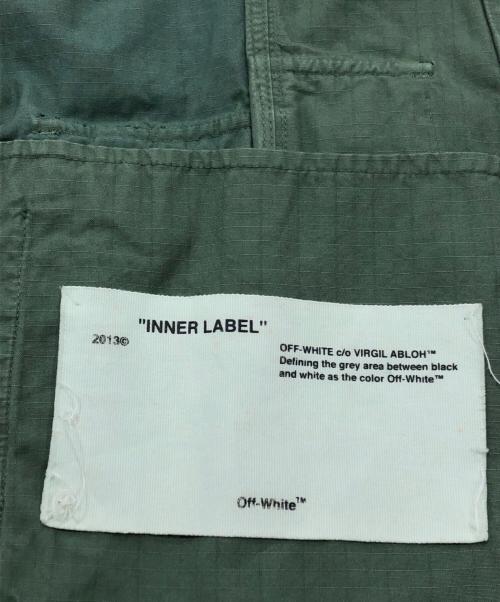 "INNER LABEL"
2013©
OFF-WHITE c/o VIRGIL ABLOH™
Defining the grey area between black
and white as the color Off-White™
Off-White™